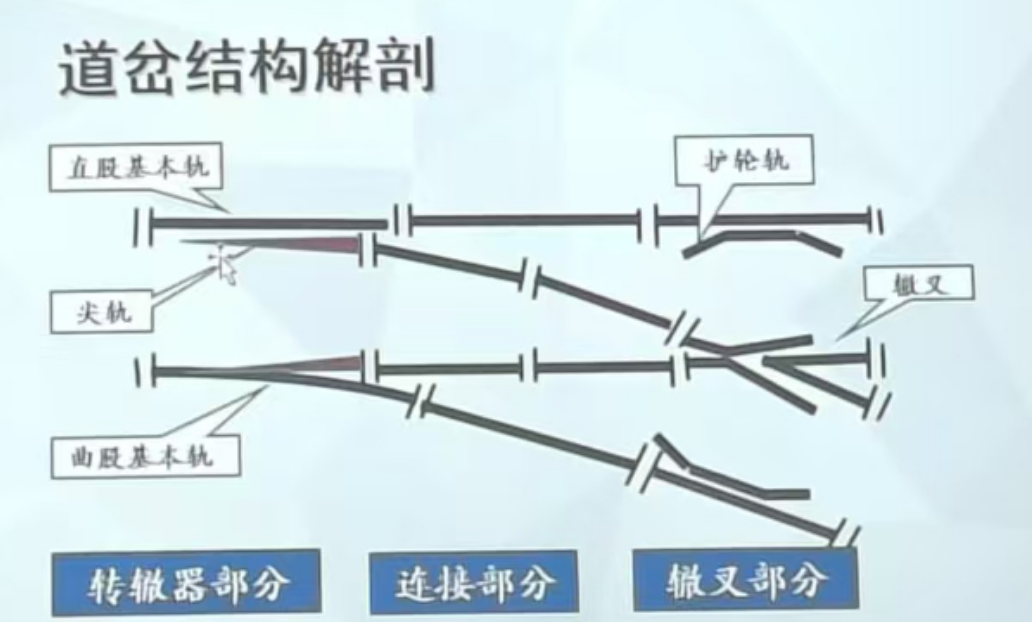 道岔结构解剖
直股基本轨
护轮轨
尖轨
辙叉
曲股基本轨
转辙器部分
连接部分
辙叉部分